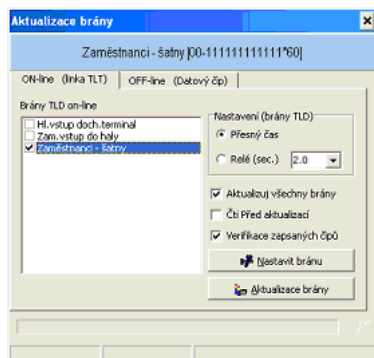 Aktualizace brány
Zaměstnanci - šatny [00-111111111111*60]
ON-line (linka TLT)
OFF-line (Datový čip)
Brány TLD on-line
Hl.vstup doch.terminal
Zam.vstup do haly
Zaměstnanci - šatny
Nastavení (brány TLD)
Přesný čas
Relé (sec.) 2.0
Aktualizuj všechny brány
Čti Před aktualizací
Verifikace zapsaných čipů
Nastavit bránu
Aktualizace brány